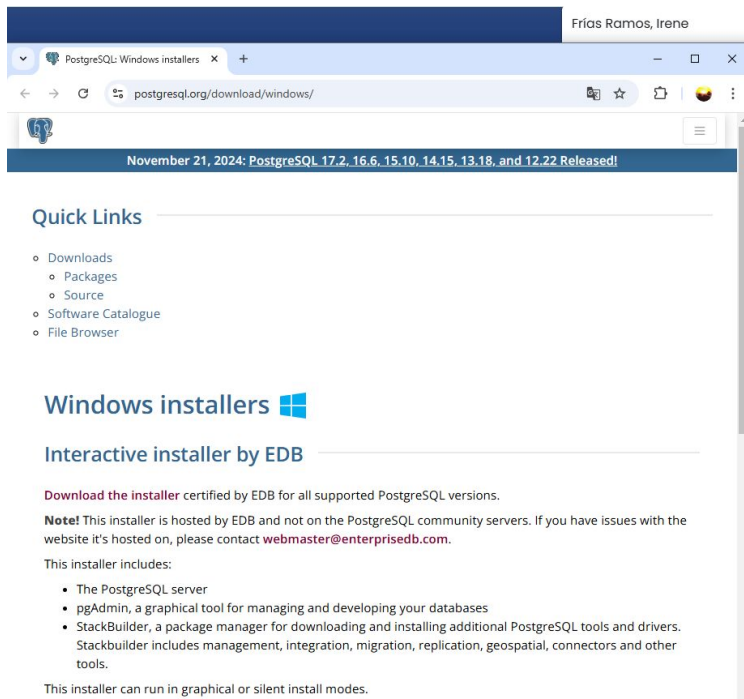 Frías Ramos, Irene
PostgreSQL: Windows installers
postgresql.org/download/windows/
November 21, 2024: PostgreSQL 17.2, 16.6, 15.10, 14.15, 13.18, and 12.22 Released!
Quick Links
Downloads
Packages
Source
Software Catalogue
File Browser
Windows installers
Interactive installer by EDB
Download the installer certified by EDB for all supported PostgreSQL versions.
Note! This installer is hosted by EDB and not on the PostgreSQL community servers. If you have issues with the
website it's hosted on, please contact webmaster@enterprisedb.com.
This installer includes:
The PostgreSQL server
pgAdmin, a graphical tool for managing and developing your databases
StackBuilder, a package manager for downloading and installing additional PostgreSQL tools and drivers.
Stackbuilder includes management, integration, migration, replication, geospatial, connectors and other
tools.
This installer can run in graphical or silent install modes.